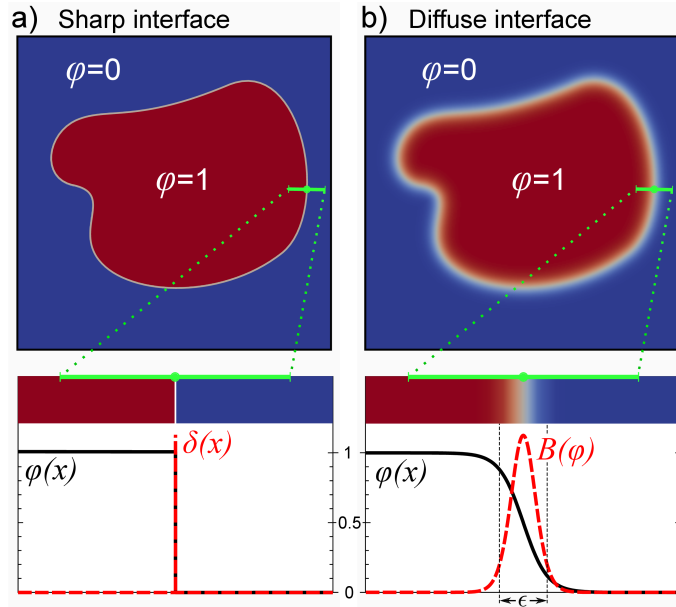 a) Sharp interface
φ=0
φ=1
δ(x)
φ(x)
1
0.5
0
b) Diffuse interface
φ=0
φ=1
B(φ)
φ(x)
ϵ